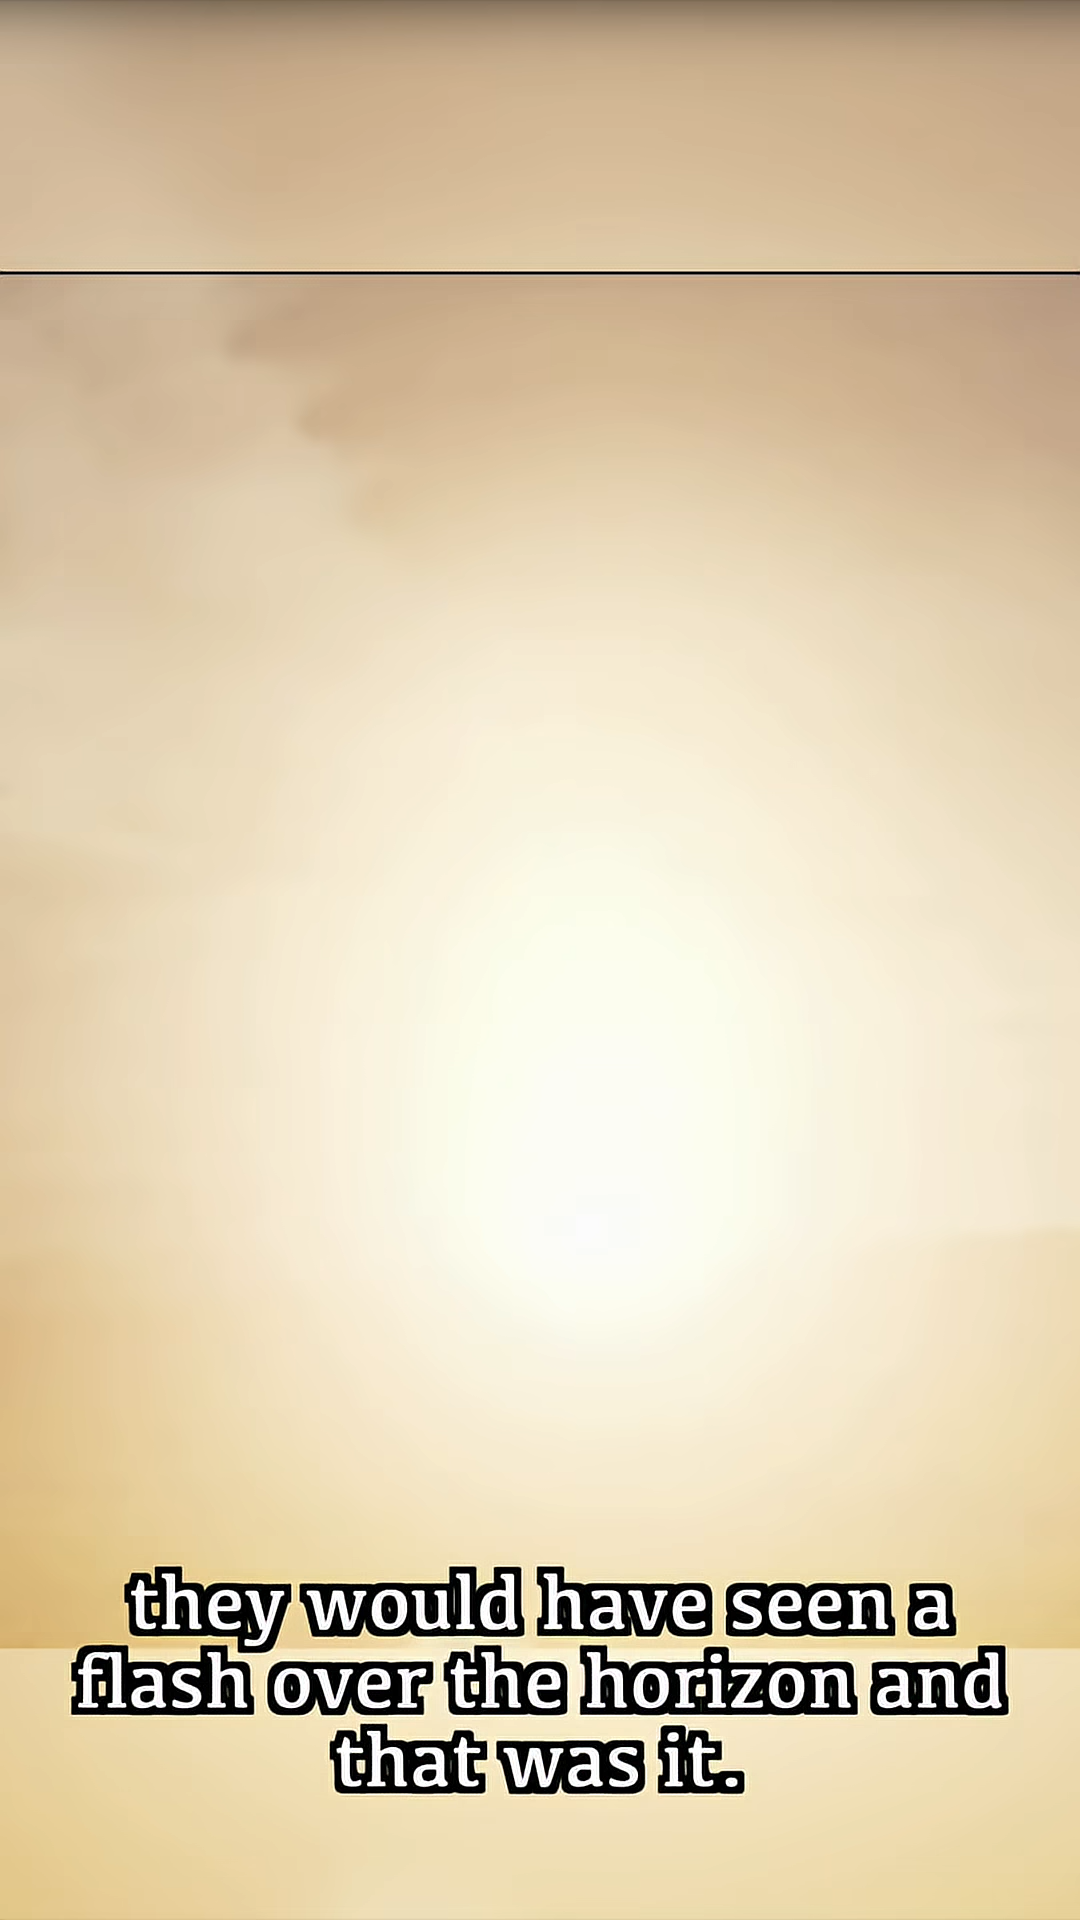 they would have seen a
flash over the horizon and
that was it.